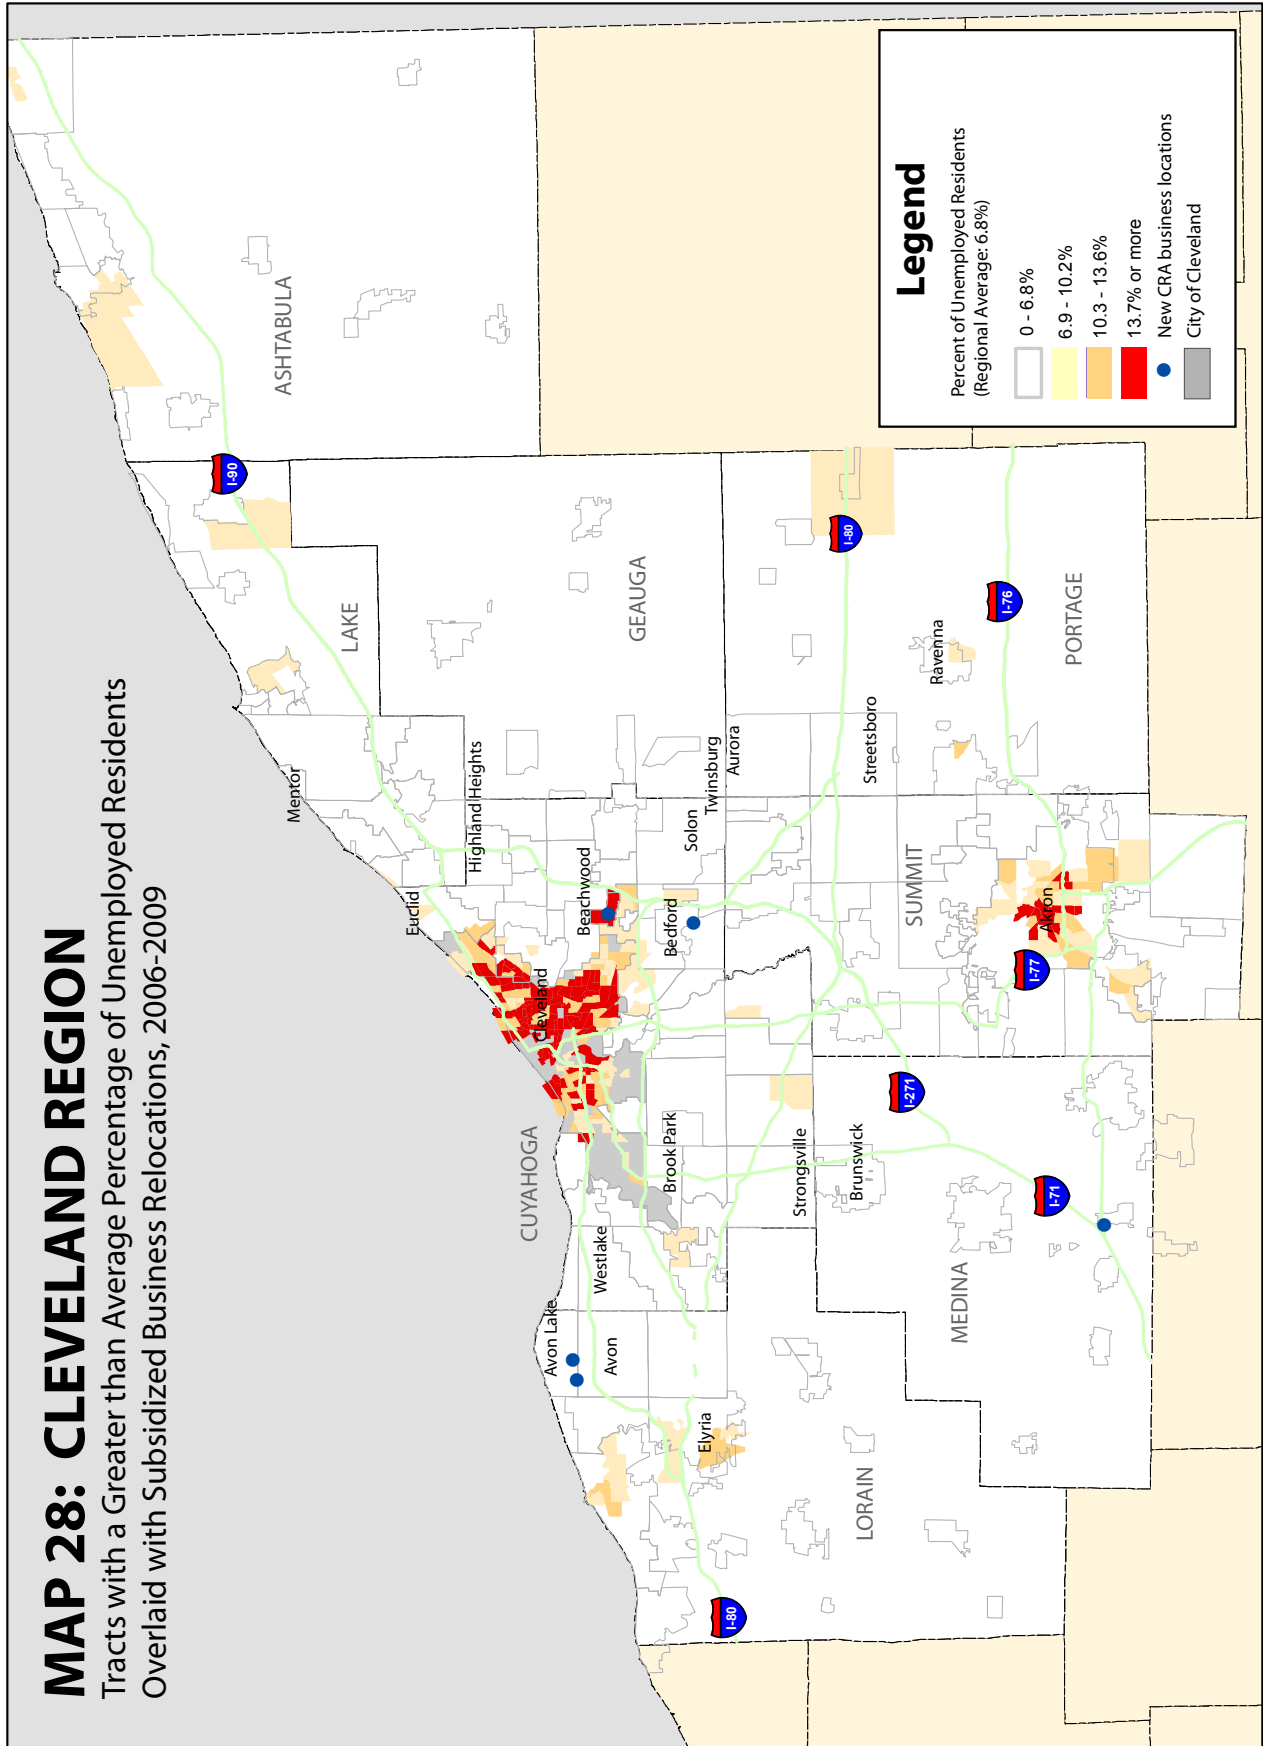 MAP 28: CLEVELAND REGION
Tracts with a Greater than Average Percentage of Unemployed Residents
Overlaid with Subsidized Business Relocations, 2006-2009
Legend
Percent of Unemployed Residents
(Regional Average: 6.8%)
0 - 6.8%
6.9 - 10.2%
10.3 - 13.6%
13.7% or more
New CRA business locations
City of Cleveland
ASHTABULA
I-90
LAKE
GEAUGA
Mentor
Highland Heights
Euclid
Beachwood
Solon
Twinsburg
Aurora
Bedford
Cleveland
CUYAHOGA
Brook Park
Westlake
Avon Lake
Avon
Elyria
LORAIN
I-80
Strongsville
Brunswick
MEDINA
I-71
I-271
I-77
Akron
SUMMIT
Streetsboro
Ravenna
PORTAGE
I-76
I-80